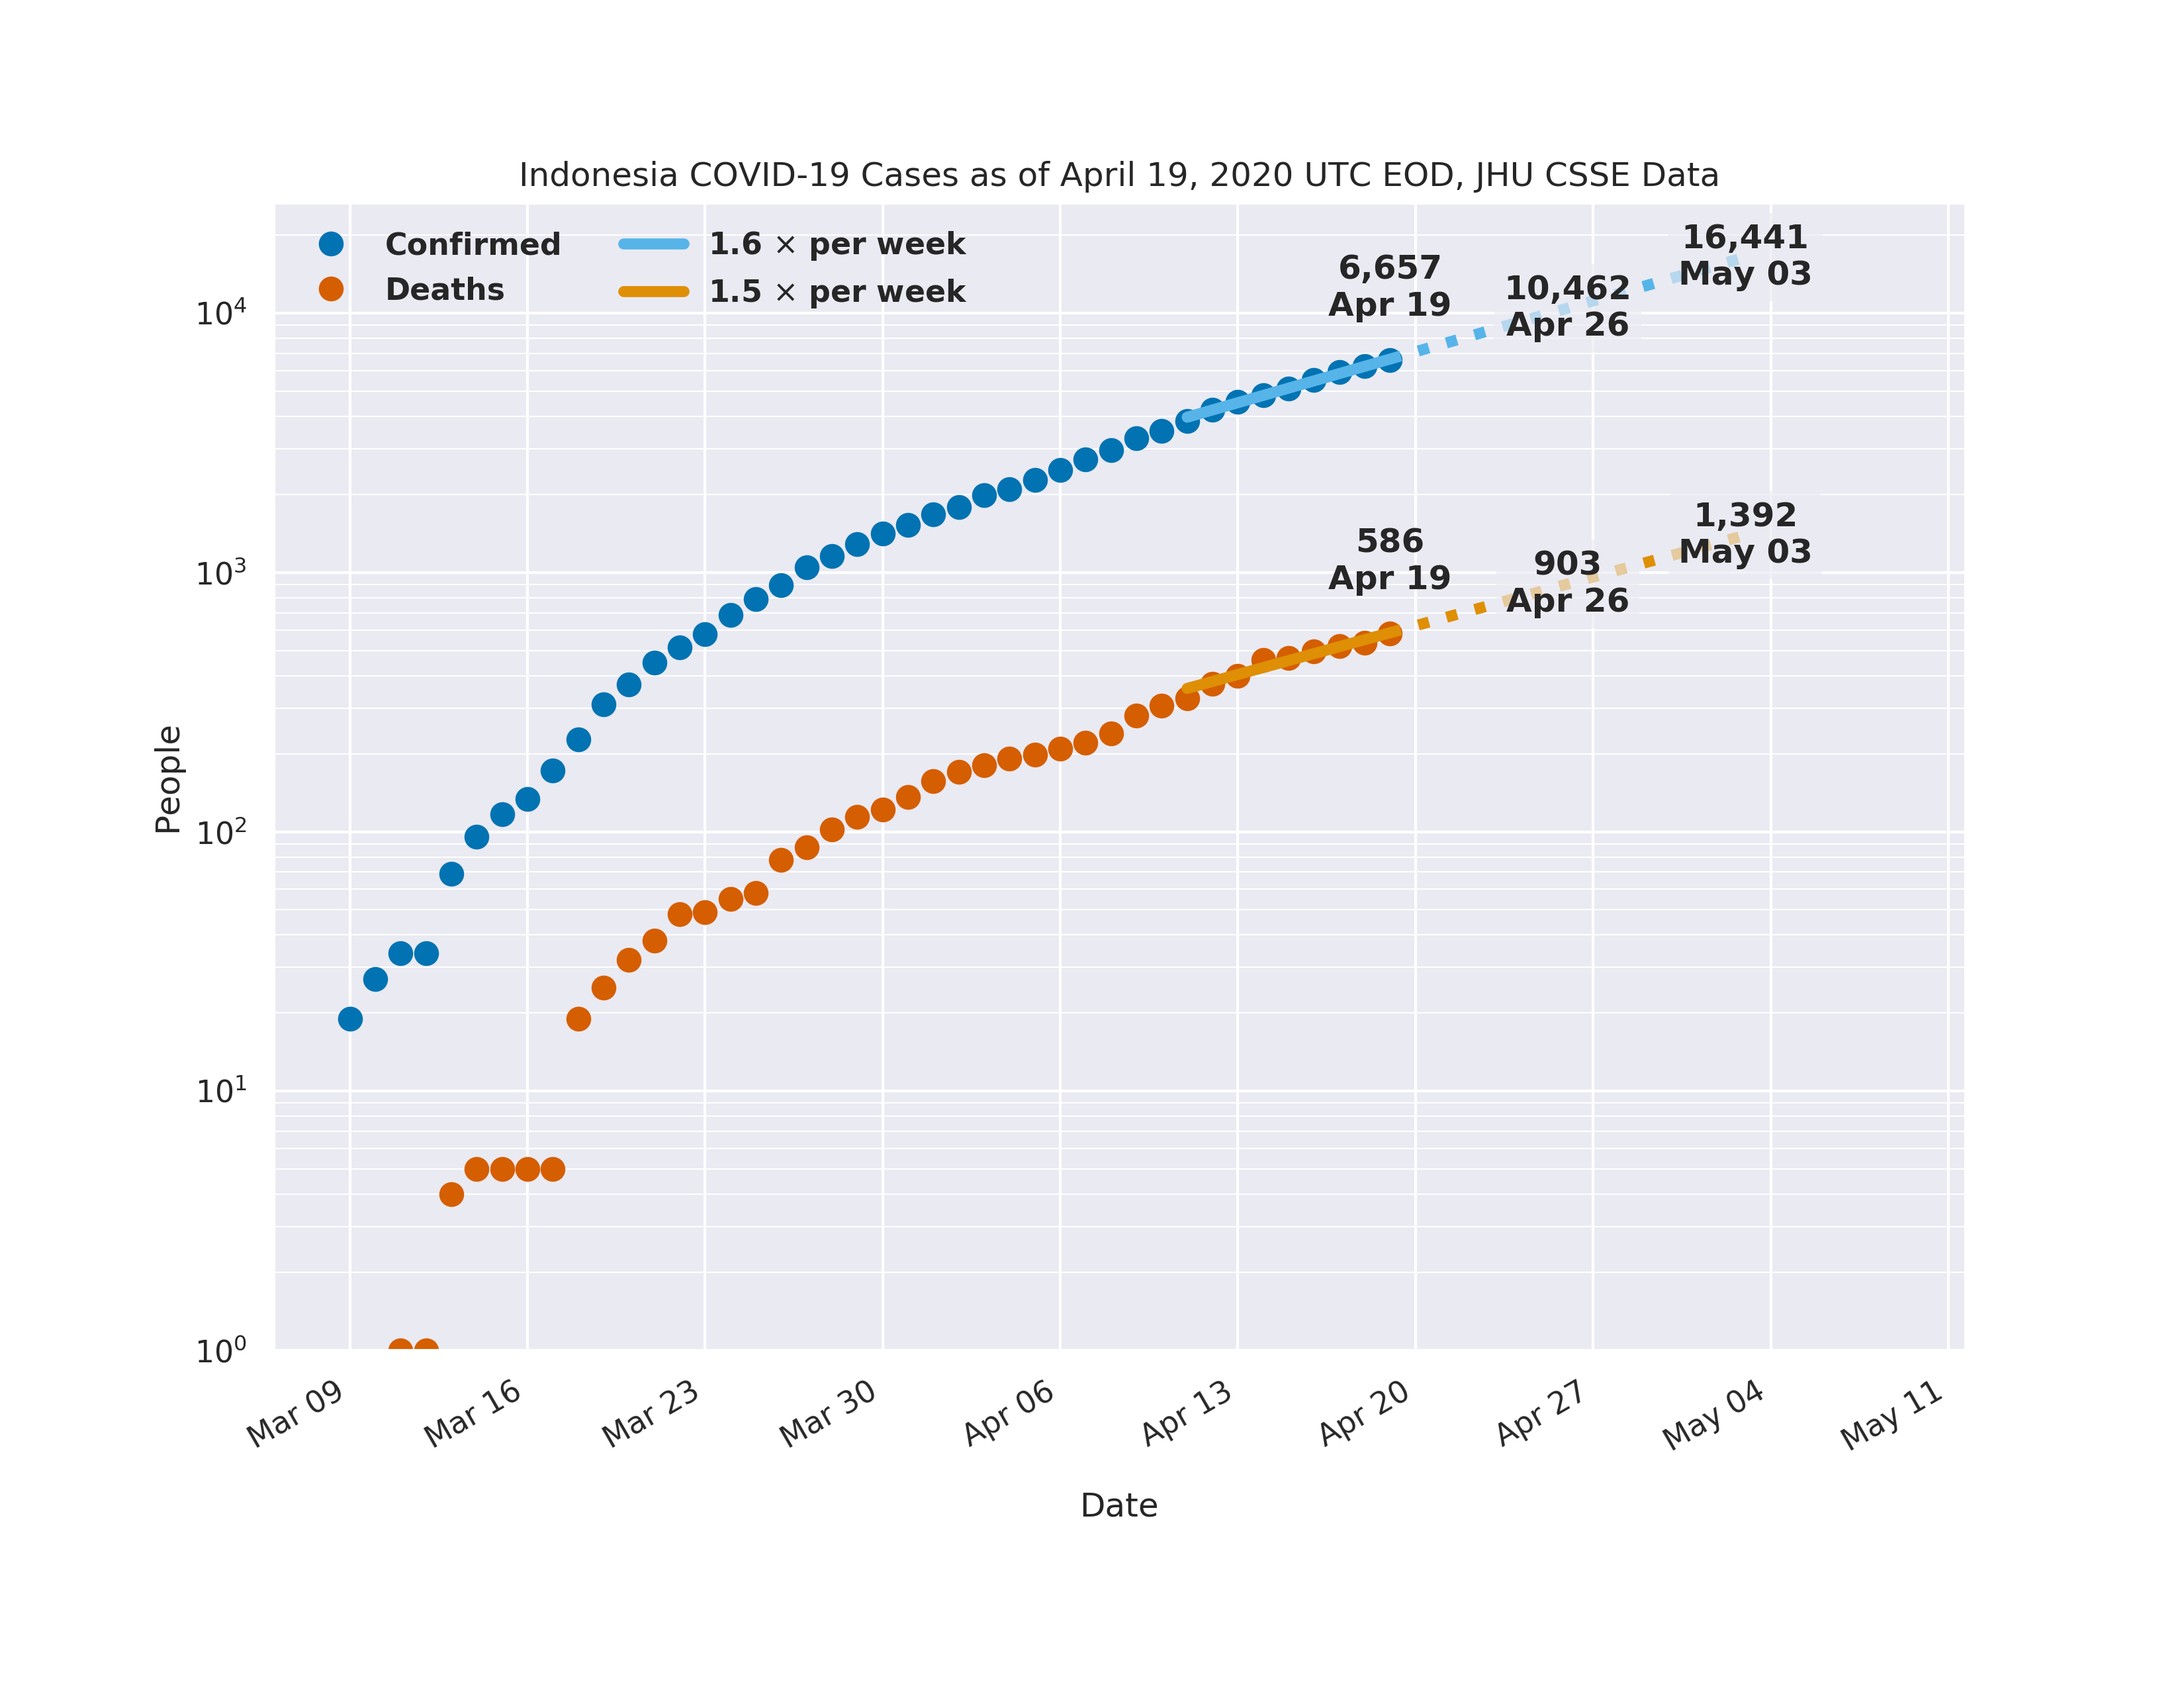 Indonesia COVID-19 Cases as of April 19, 2020 UTC EOD, JHU CSSE Data
Confirmed
Deaths
1.6 × per week
1.5 × per week
6,657
Apr 19
10,462
Apr 26
16,441
May 03
586
Apr 19
903
Apr 26
1,392
May 03
People
10⁴
10³
10²
10¹
10⁰
Mar 09
Mar 16
Mar 23
Mar 30
Apr 06
Apr 13
Apr 20
Apr 27
May 04
May 11
Date